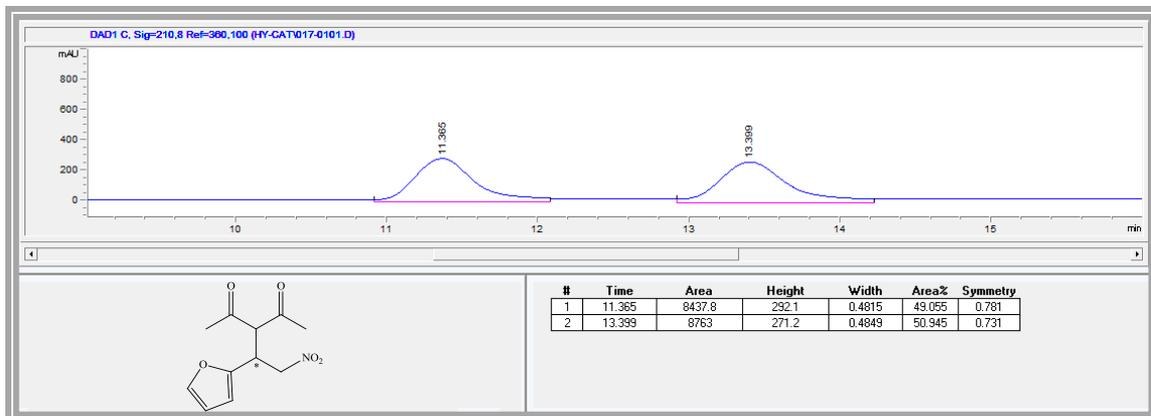 DAD1 C, Sig=210,8 Ref=360,100 (HY-CAT\017-0101.D)
mAU
800
600
400
200
0
11.365
13.399
10 11 12 13 14 15 min
O O
NO2
O
*
# Time Area Height Width Area% Symmetry
1 11.365 8437.8 292.1 0.4815 49.055 0.781
2 13.399 8763 271.2 0.4849 50.945 0.731